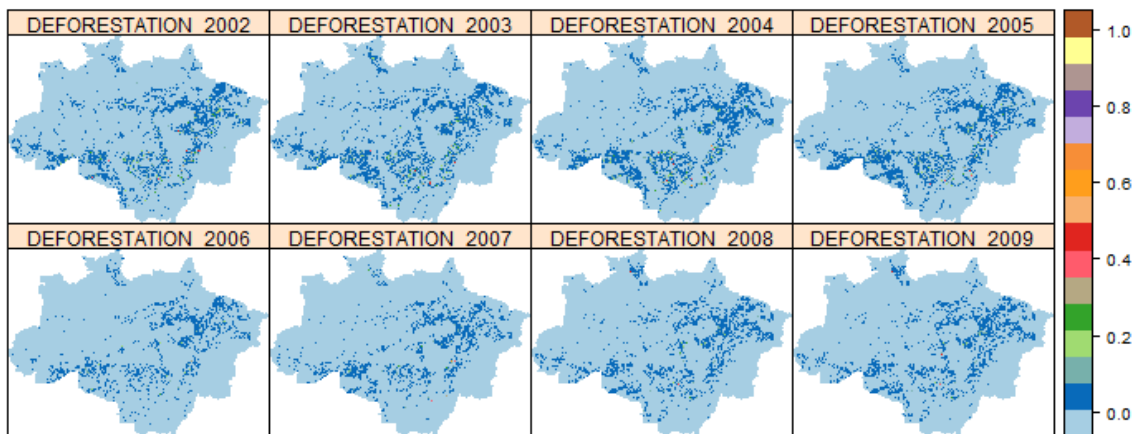 DEFORESTATION 2002
DEFORESTATION 2003
DEFORESTATION 2004
DEFORESTATION 2005
DEFORESTATION 2006
DEFORESTATION 2007
DEFORESTATION 2008
DEFORESTATION 2009
1.0
0.8
0.6
0.4
0.2
0.0